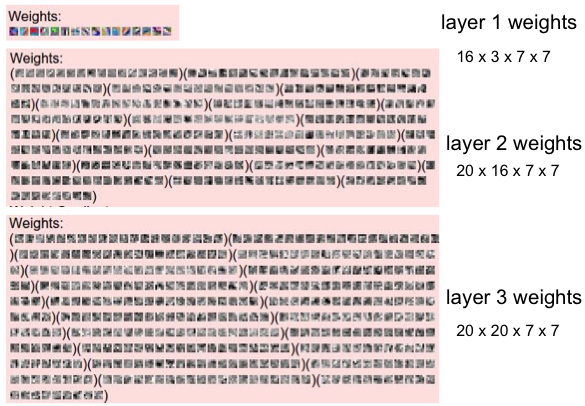 Weights:
layer 1 weights
16 x 3 x 7 x 7
Weights:
layer 2 weights
20 x 16 x 7 x 7
Weights:
layer 3 weights
20 x 20 x 7 x 7